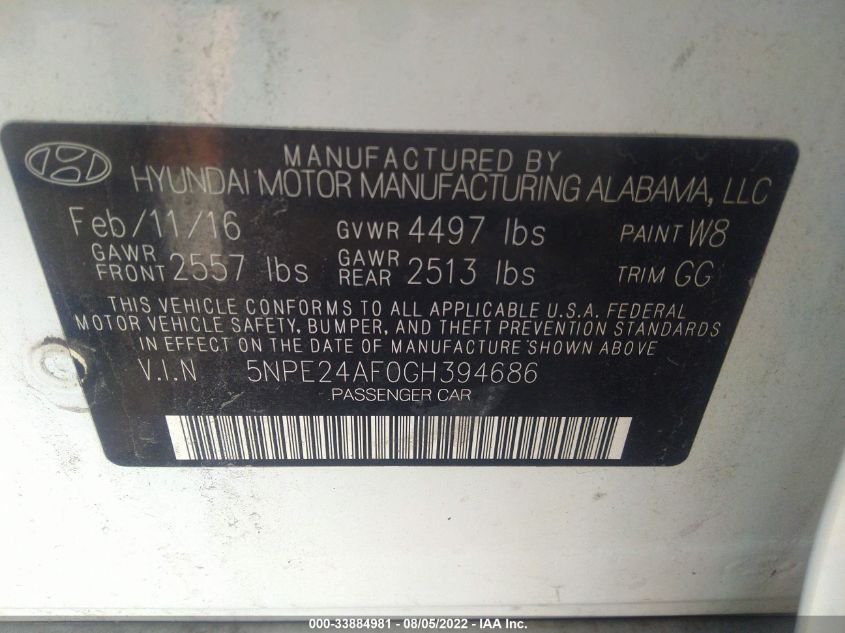 MANUFACTURED BY
HYUNDAI MOTOR MANUFACTURING ALABAMA, LLC
Feb/11/16 GVWR 4497 lbs PAINT W8
GAWR FRONT 2557 lbs GAWR REAR 2513 lbs TRIM GG
THIS VEHICLE CONFORMS TO ALL APPLICABLE U.S.A. FEDERAL
MOTOR VEHICLE SAFETY, BUMPER, AND THEFT PREVENTION STANDARDS
IN EFFECT ON THE DATE OF MANUFACTURE SHOWN ABOVE
V.I.N 5NPE24AF0GH394686
PASSENGER CAR
000-33884981 - 08/05/2022 - IAA Inc.